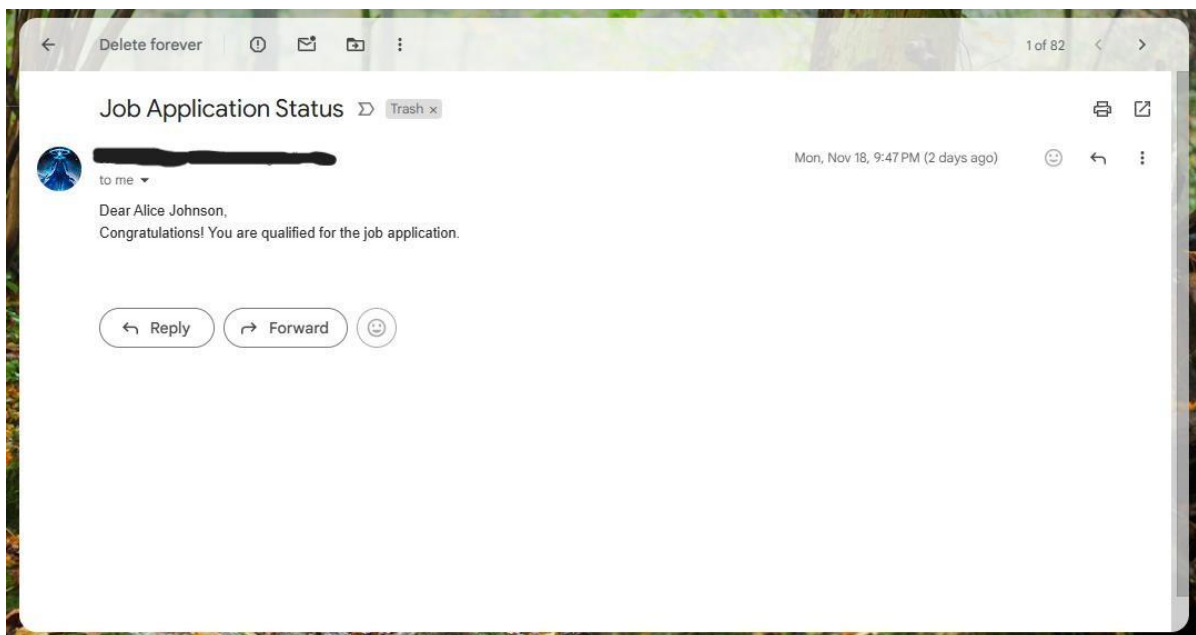 Delete forever
1 of 82
Job Application Status Trash ×
Mon, Nov 18, 9:47 PM (2 days ago)
to me
Dear Alice Johnson,
Congratulations! You are qualified for the job application.
Reply Forward